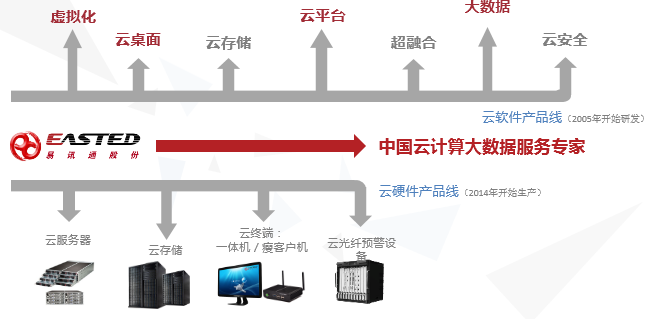 虚拟化
云桌面
云存储
云平台
超融合
大数据
云安全
云软件产品线（2005年开始研发）
EASTED
易讯通股份
中国云计算大数据服务专家
云硬件产品线（2014年开始生产）
云服务器
云存储
云终端：
一体机 / 瘦客户机
云光纤预警设
备